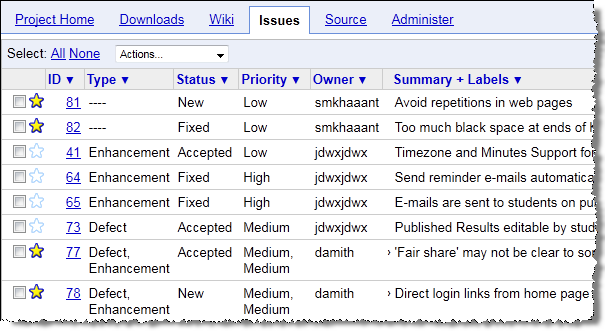 Project Home Downloads Wiki Issues Source Administer
Select: All None Actions...
ID ▼ Type ▼ Status ▼ Priority ▼ Owner ▼ Summary + Labels ▼
81 ---- New Low smkhaaant Avoid repetitions in web pages
82 ---- Fixed Low smkhaaant Too much black space at ends of
41 Enhancement Accepted Low jdwxjdwx Timezone and Minutes Support for
64 Enhancement Fixed High jdwxjdwx Send reminder e-mails automatica
65 Enhancement Fixed High jdwxjdwx E-mails are sent to students on pu
73 Defect Accepted Medium jdwxjdwx Published Results editable by stud
77 Defect, Accepted Medium, damith › 'Fair share' may not be clear to so
Enhancement Medium
78 Defect, New Medium, damith › Direct login links from home page
Enhancement Medium